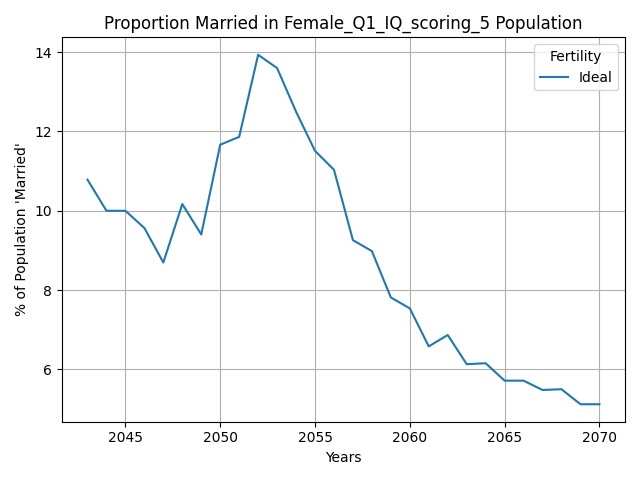 Proportion Married in Female_Q1_IQ_scoring_5 Population
% of Population 'Married'
14
12
10
8
6
Fertility
Ideal
2045 2050 2055 2060 2065 2070
Years